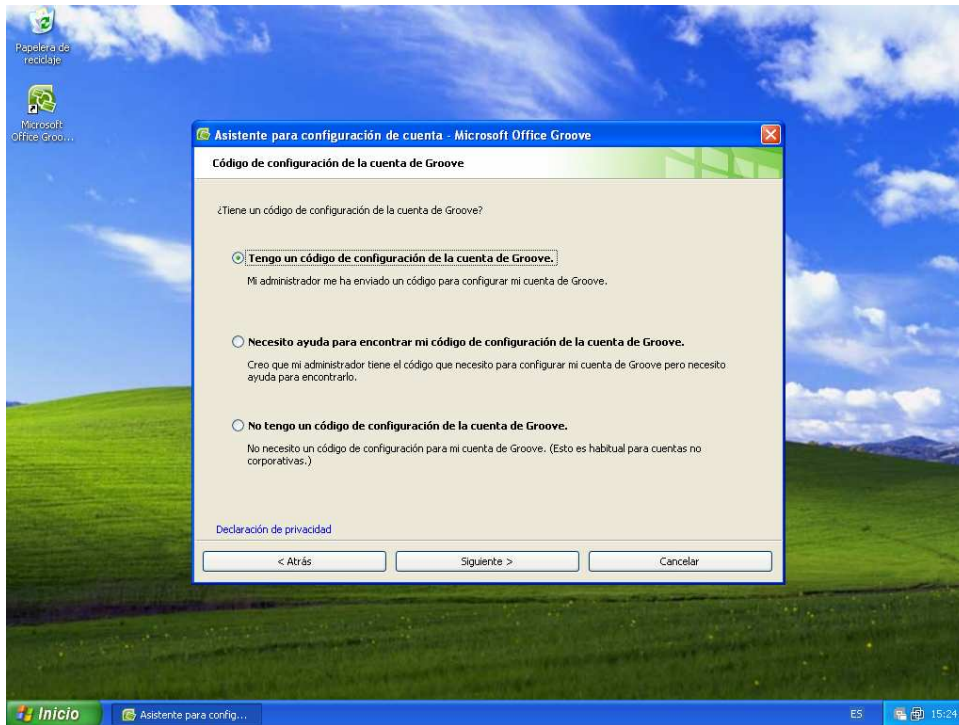 Papelera de
reciclaje
Microsoft
Office Groo...
Asistente para configuración de cuenta - Microsoft Office Groove
Código de configuración de la cuenta de Groove
¿Tiene un código de configuración de la cuenta de Groove?
Tengo un código de configuración de la cuenta de Groove.
Mi administrador me ha enviado un código para configurar mi cuenta de Groove.
Necesito ayuda para encontrar mi código de configuración de la cuenta de Groove.
Creo que mi administrador tiene el código que necesito para configurar mi cuenta de Groove pero necesito
ayuda para encontrarlo.
No tengo un código de configuración de la cuenta de Groove.
No necesito un código de configuración para mi cuenta de Groove. (Esto es habitual para cuentas no
corporativas.)
Declaración de privacidad
< Atrás
Siguiente >
Cancelar
Inicio
Asistente para config...
ES
15:24